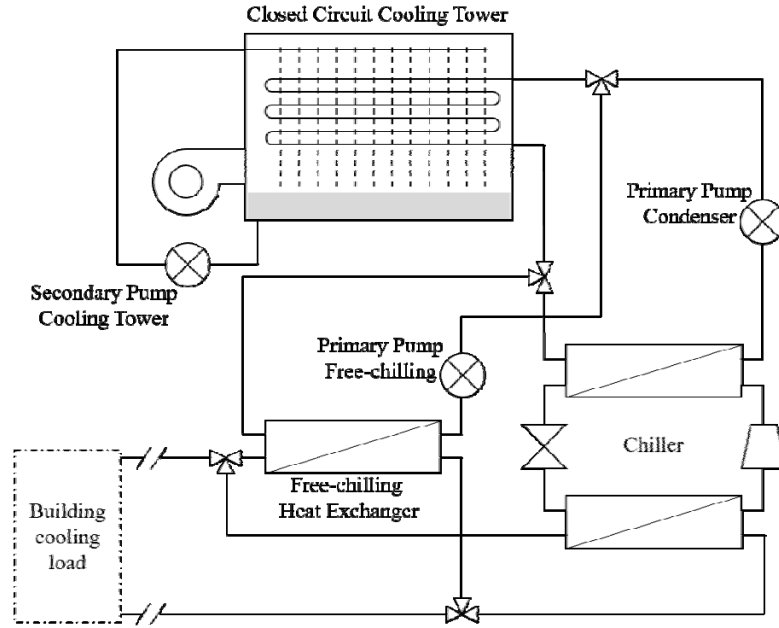 Closed Circuit Cooling Tower
Primary Pump
Condenser
Secondary Pump
Cooling Tower
Primary Pump
Free-chilling
Chiller
Free-chilling
Heat Exchanger
Building
cooling
load